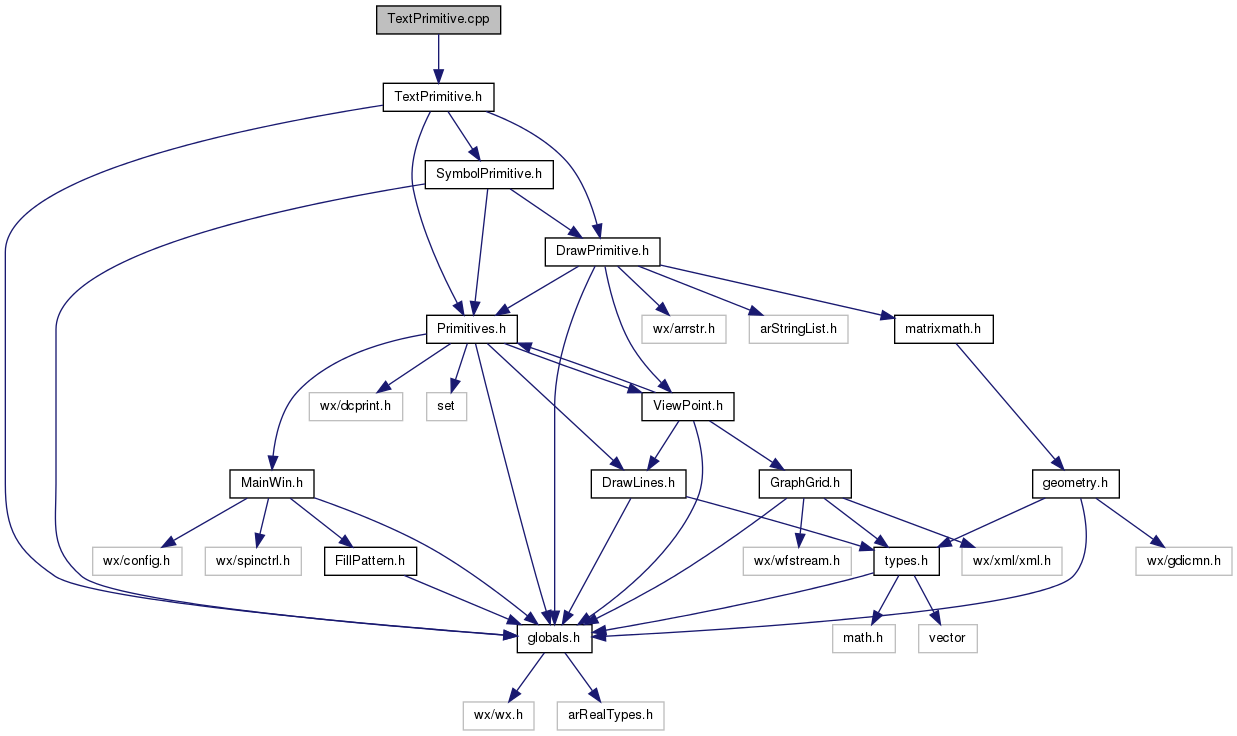 TextPrimitive.cpp
TextPrimitive.h
SymbolPrimitive.h
DrawPrimitive.h
Primitives.h
wx/arrstr.h
arStringList.h
matrixmath.h
wx/dcprint.h
set
ViewPoint.h
MainWin.h
DrawLines.h
GraphGrid.h
geometry.h
wx/config.h
wx/spinctrl.h
FillPattern.h
wx/wfstream.h
types.h
wx/xml/xml.h
wx/gdicmn.h
globals.h
math.h
vector
wx/wx.h
arRealTypes.h